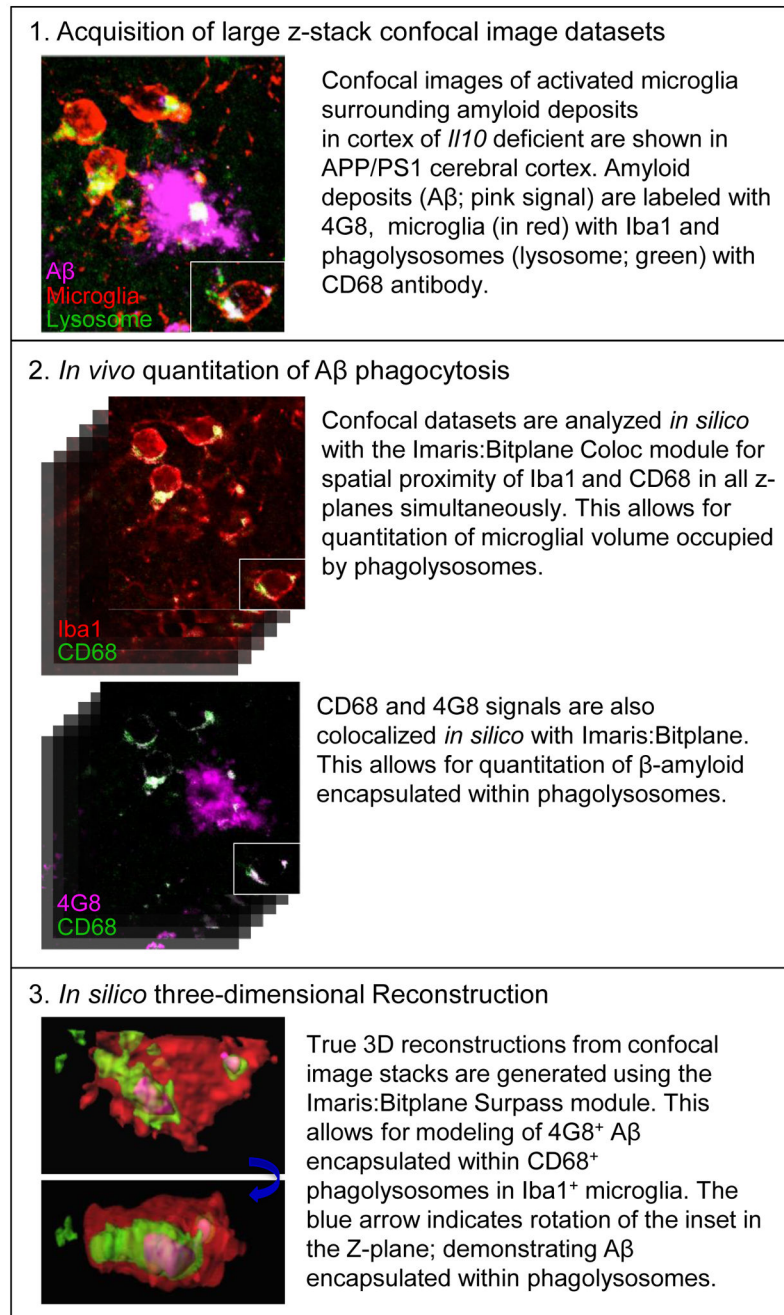 1. Acquisition of large z-stack confocal image datasets
Aβ
Microglia
Lysosome
Confocal images of activated microglia
surrounding amyloid deposits
in cortex of Il10 deficient are shown in
APP/PS1 cerebral cortex. Amyloid
deposits (Aβ; pink signal) are labeled with
4G8,  microglia (in red) with Iba1 and
phagolysosomes (lysosome; green) with
CD68 antibody.
2. In vivo quantitation of Aβ phagocytosis
Iba1
CD68
Confocal datasets are analyzed in silico
with the Imaris:Bitplane Coloc module for
spatial proximity of Iba1 and CD68 in all z-
planes simultaneously. This allows for
quantitation of microglial volume occupied
by phagolysosomes.
4G8
CD68
CD68 and 4G8 signals are also
colocalized in silico with Imaris:Bitplane.
This allows for quantitation of β-amyloid
encapsulated within phagolysosomes.
3. In silico three-dimensional Reconstruction
True 3D reconstructions from confocal
image stacks are generated using the
Imaris:Bitplane Surpass module. This
allows for modeling of 4G8⁺ Aβ
encapsulated within CD68⁺
phagolysosomes in Iba1⁺ microglia. The
blue arrow indicates rotation of the inset in
the Z-plane; demonstrating Aβ
encapsulated within phagolysosomes.